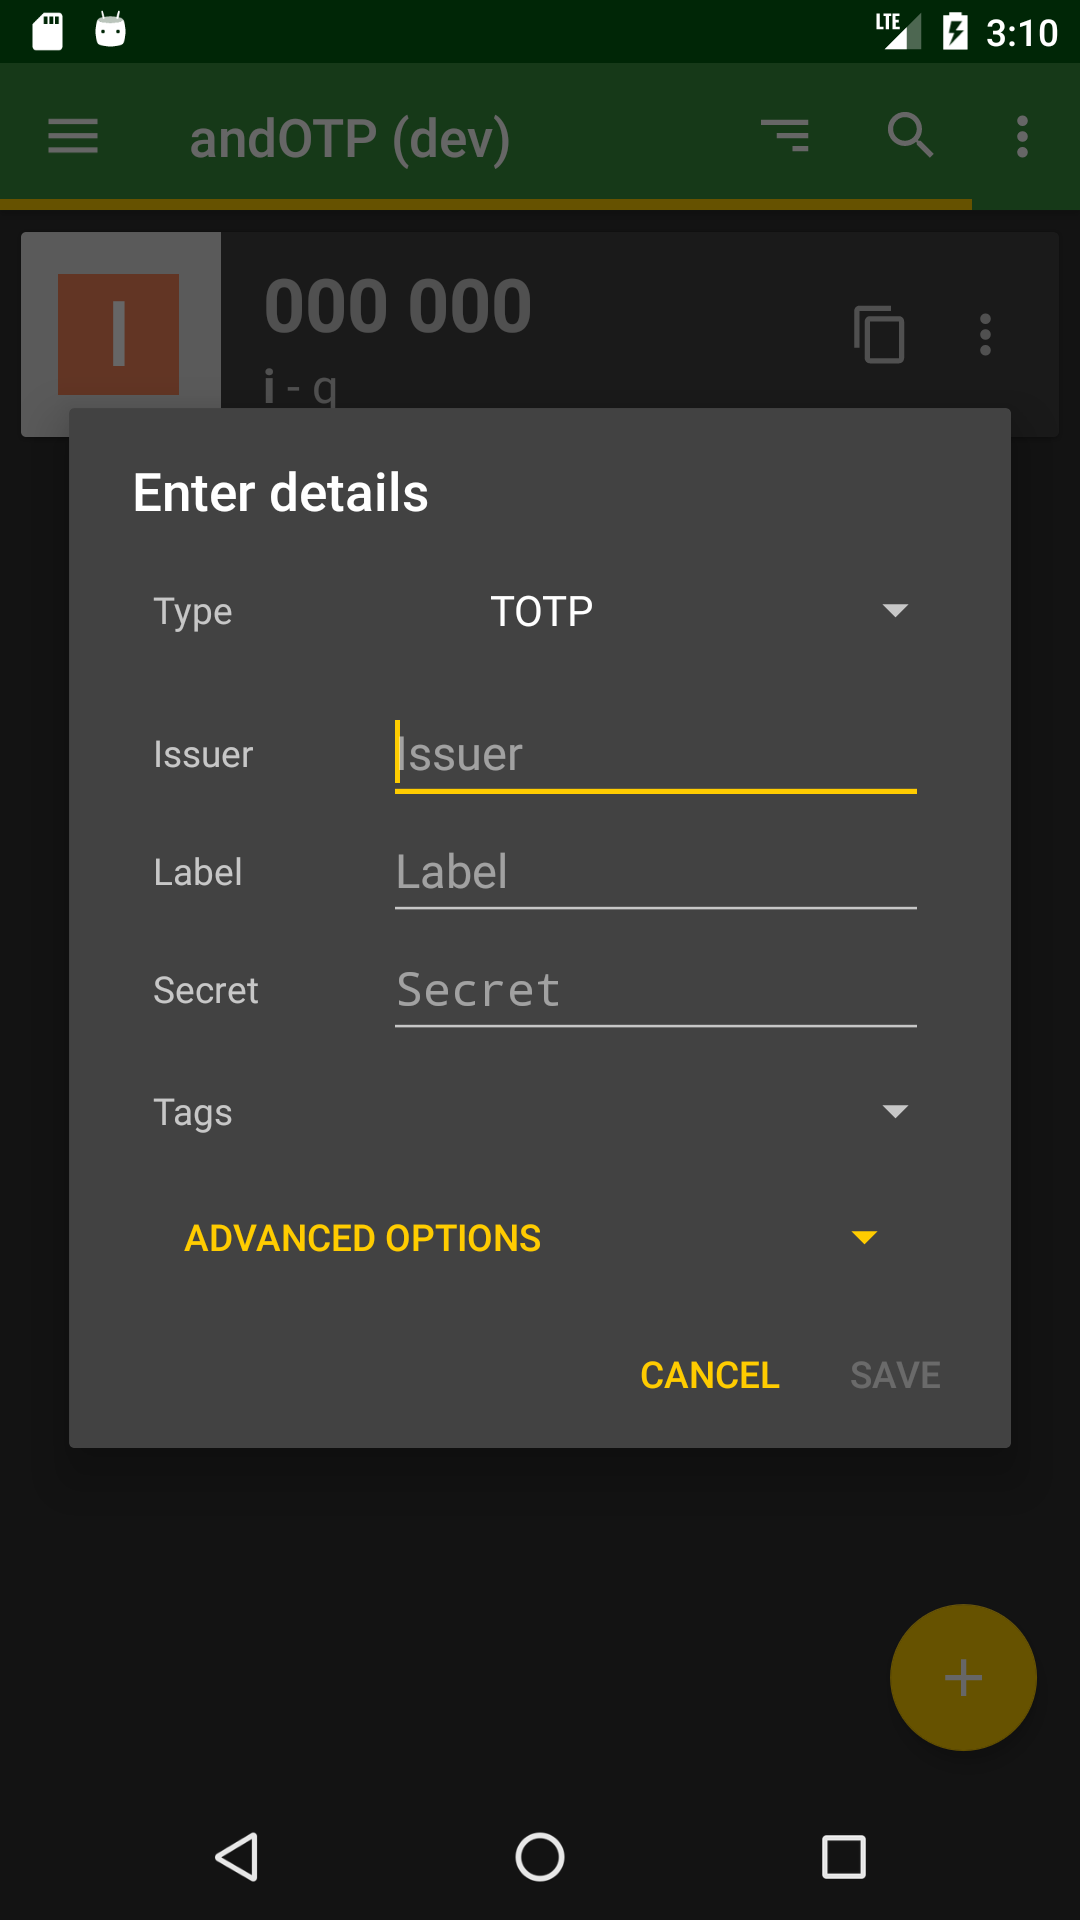 LTE 3:10
andOTP (dev)
I
000 000
i - q
Enter details
Type TOTP
Issuer Issuer
Label Label
Secret Secret
Tags
ADVANCED OPTIONS
CANCEL SAVE